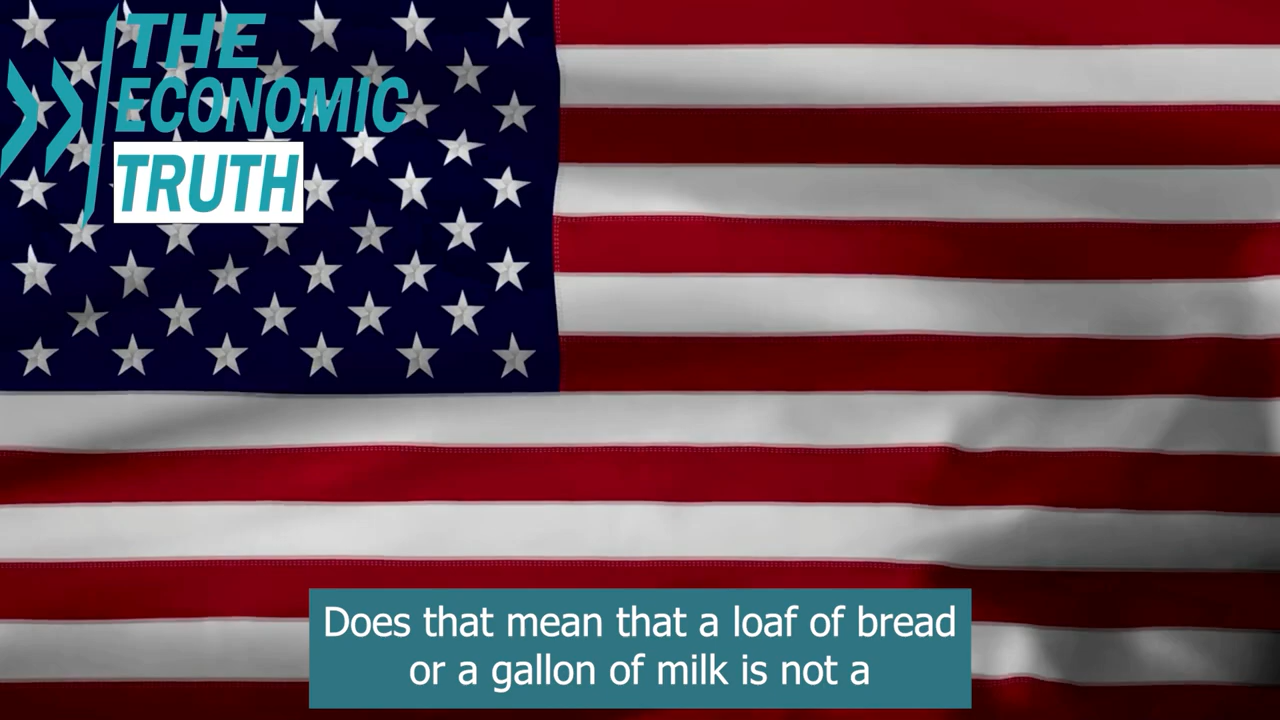 THE
ECONOMIC
TRUTH
Does that mean that a loaf of bread
or a gallon of milk is not a